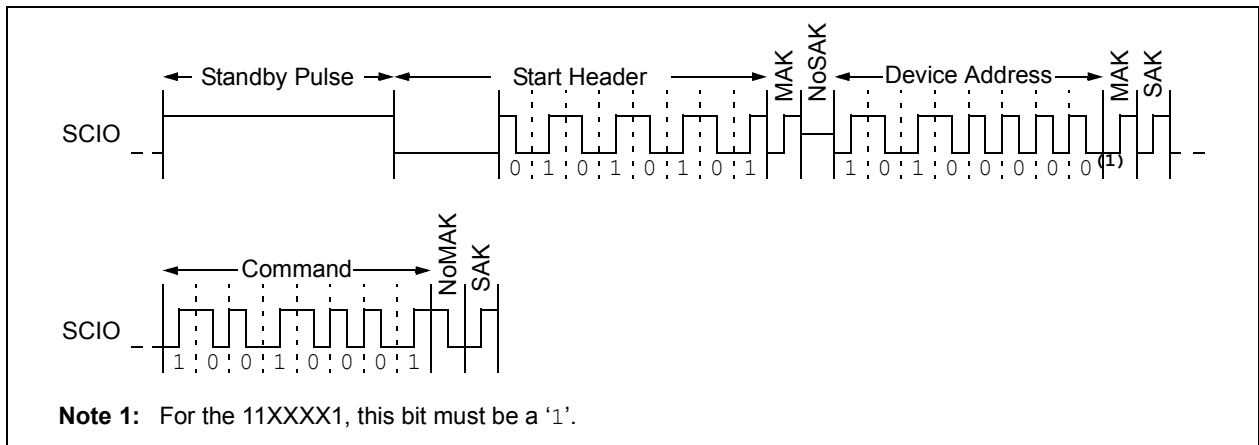 Standby Pulse Start Header MAK NoSAK Device Address MAK SAK
SCIO
0 1 0 1 0 1 0 1 1 0 1 0 0 0 0 0(1)
Command NoMAK SAK
SCIO
1 0 0 1 0 0 0 1
Note 1: For the 11XXXX1, this bit must be a ‘1’.